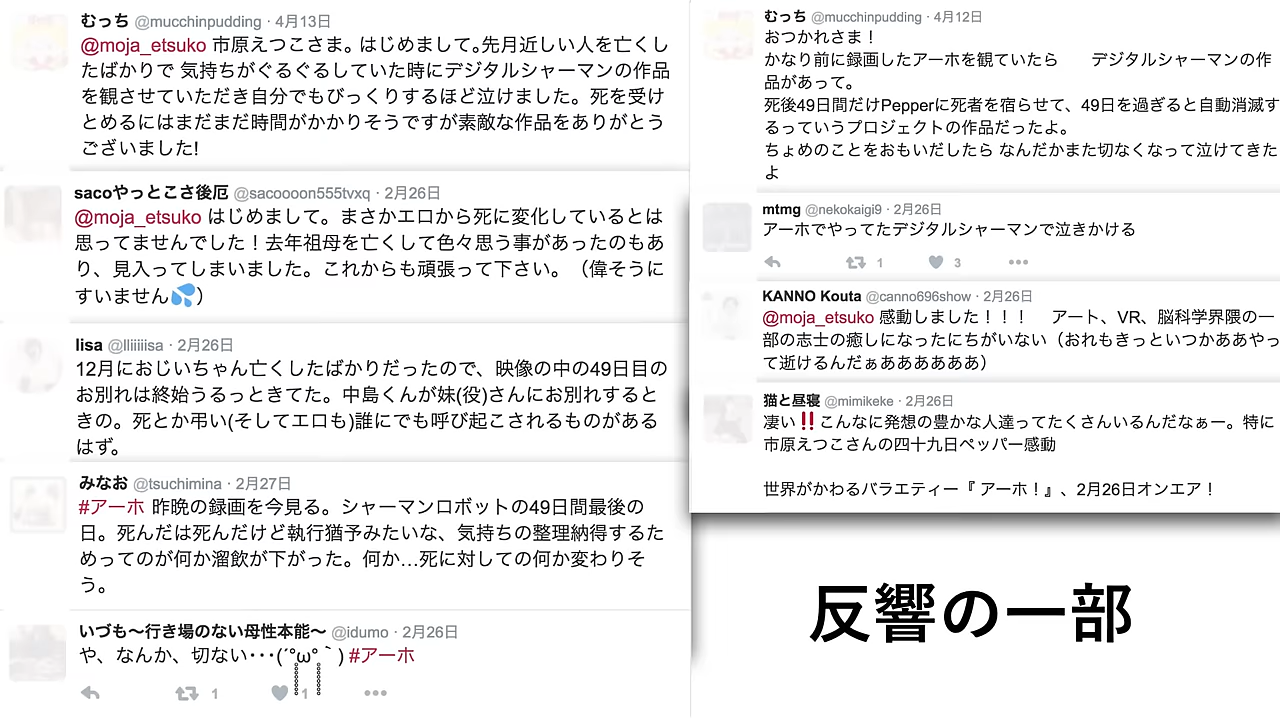 むっち @mucchinpudding · 4月13日
@moja_etsuko 市原えつこさま。はじめまして。先月近しい人を亡くし
たばかりで 気持ちがぐるぐるしていた時にデジタルシャーマンの作品
を観させていただき自分でもびっくりするほど泣けました。死を受け
とめるにはまだまだ時間がかかりそうですが素敵な作品をありがとう
ございました!
sacoやっとこさ後厄 @sacoooon555tvxq · 2月26日
@moja_etsuko はじめまして。まさかエロから死に変化しているとは
思ってませんでした！去年祖母を亡くして色々思う事があったのもあ
り、見入ってしまいました。これからも頑張って下さい。（偉そうに
すいません💦）
lisa @lliiiiisa · 2月26日
12月におじいちゃん亡くしたばかりだったので、映像の中の49日目の
お別れは終始うるっときてた。中島くんが妹(役)さんにお別れすると
きの。死とか弔い(そしてエロも)誰にでも呼び起こされるものがある
はず。
みなお @tsuchimina · 2月27日
#アーホ 昨晩の録画を今見る。シャーマンロボットの49日間最後の
日。死んだは死んだけど執行猶予みたいな、気持ちの整理納得するた
めってのが何か溜飲が下がった。何か…死に対しての何か変わりそ
う。
いづも〜行き場のない母性本能〜 @idumo · 2月26日
や、なんか、切ない･･･(´°̥̥̥̥̥̥̥̥ω°̥̥̥̥̥̥̥̥｀) #アーホ
1 1
むっち @mucchinpudding · 4月12日
おつかれさま！
かなり前に録画したアーホを観ていたら　デジタルシャーマンの作
品があって。
死後49日間だけPepperに死者を宿らせて、49日を過ぎると自動消滅す
るっていうプロジェクトの作品だったよ。
ちょめのことをおもいだしたら なんだかまた切なくなって泣けてきた
よ
mtmg @nekokaigi9 · 2月26日
アーホでやってたデジタルシャーマンで泣きかける
1 3
KANNO Kouta @canno696show · 2月26日
@moja_etsuko 感動しました！！！　アート、VR、脳科学界隈の一
部の志士の癒しになったにちがいない（おれもきっといつかああやっ
て逝けるんだぁああああああ）
猫と昼寝 @mimikeke · 2月26日
凄い‼️こんなに発想の豊かな人達ってたくさんいるんだなぁー。特に
市原えつこさんの四十九日ペッパー感動
世界がかわるバラエティー『 アーホ！』、2月26日オンエア！
反響の一部